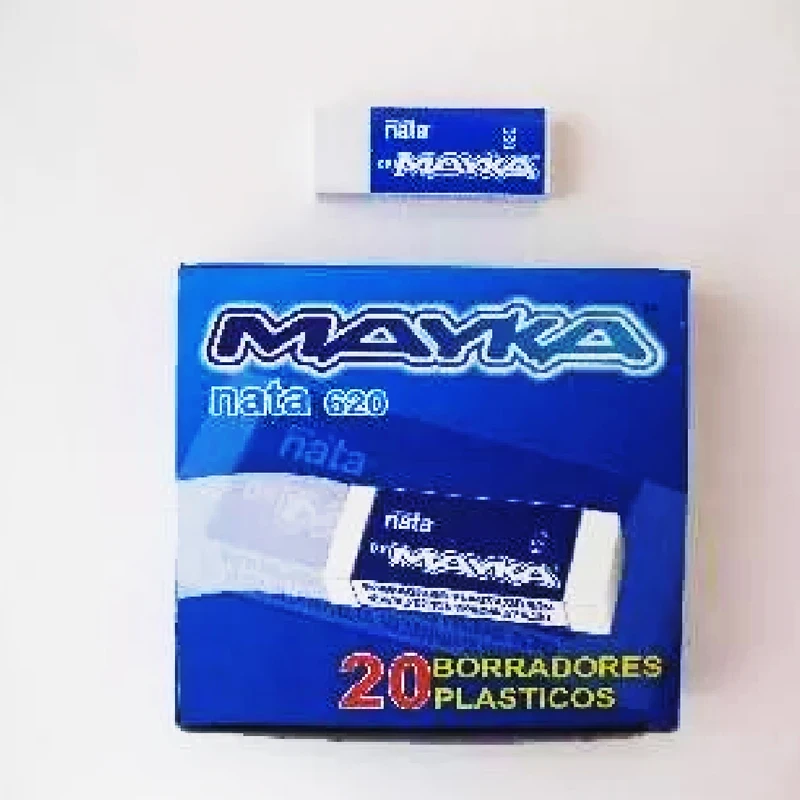 nata
MAYKA
MAYKA
nata 620
nata
nata
MAYKA
20 BORRADORES
PLASTICOS